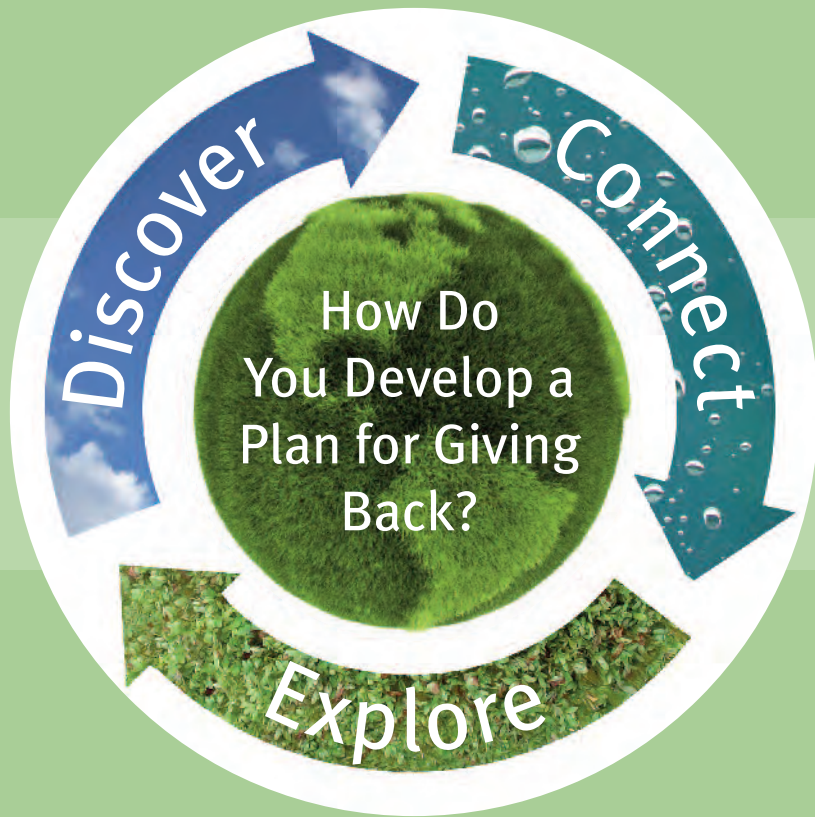 Discover
Connect
How Do
You Develop a
Plan for Giving
Back?
Explore